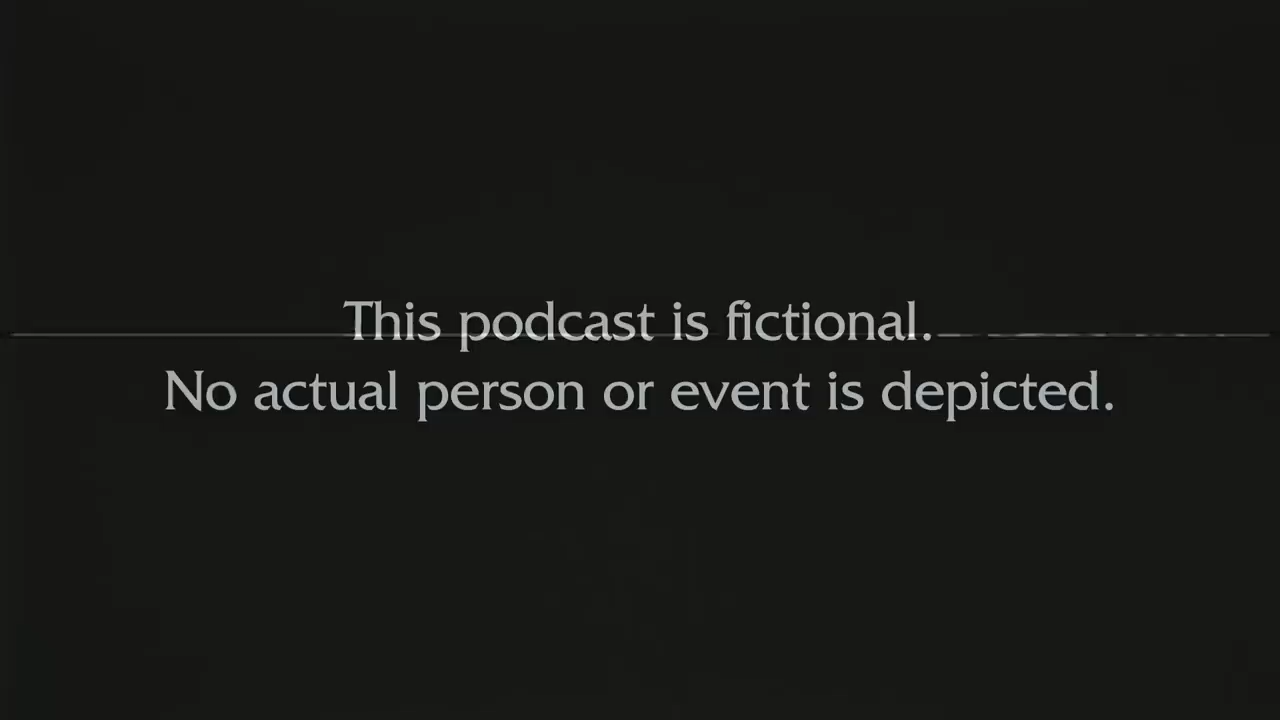 This podcast is fictional.
No actual person or event is depicted.